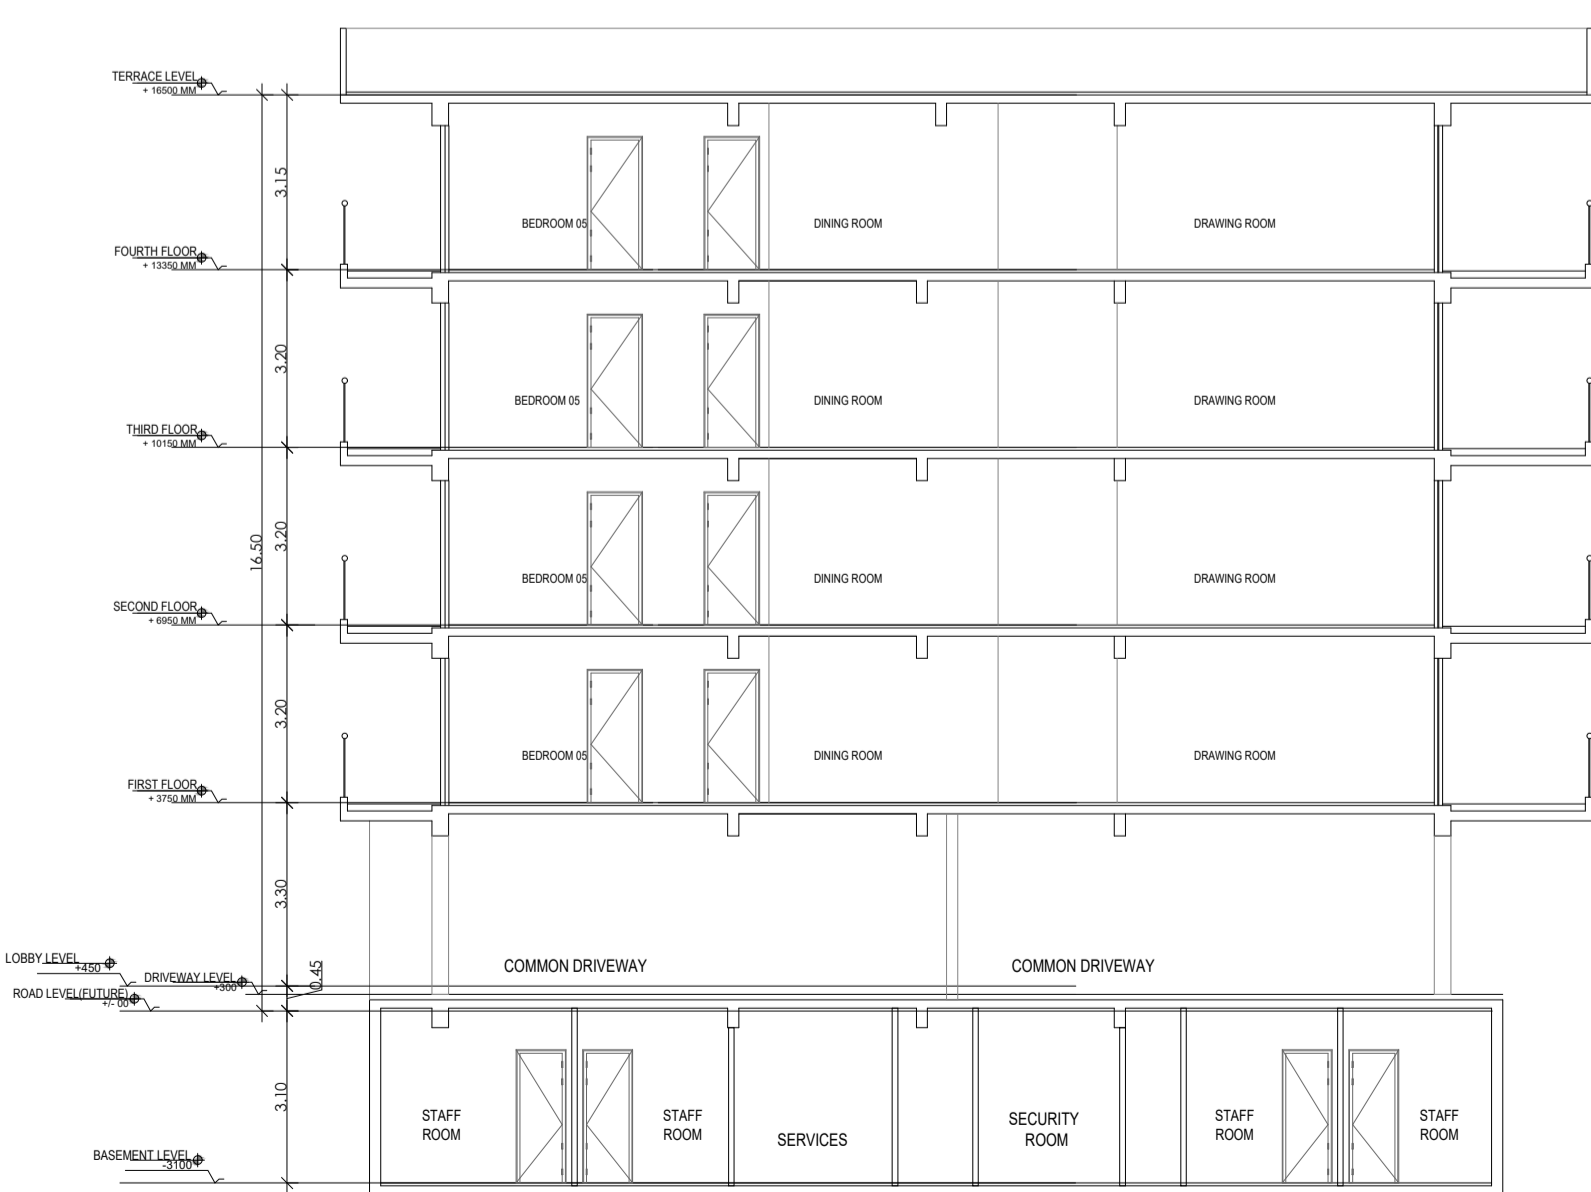 TERRACE LEVEL
+ 16500 MM
3.15
BEDROOM 05
DINING ROOM
DRAWING ROOM
FOURTH FLOOR
+ 13350 MM
3.20
BEDROOM 05
DINING ROOM
DRAWING ROOM
THIRD FLOOR
+ 10150 MM
16.50
3.20
BEDROOM 05
DINING ROOM
DRAWING ROOM
SECOND FLOOR
+ 6950 MM
3.20
BEDROOM 05
DINING ROOM
DRAWING ROOM
FIRST FLOOR
+ 3750 MM
3.30
LOBBY LEVEL
+450
DRIVEWAY LEVEL
+300
0.45
COMMON DRIVEWAY
COMMON DRIVEWAY
ROAD LEVEL(FUTURE)
+/- 00
3.10
STAFF
ROOM
STAFF
ROOM
SERVICES
SECURITY
ROOM
STAFF
ROOM
STAFF
ROOM
BASEMENT LEVEL
-3100